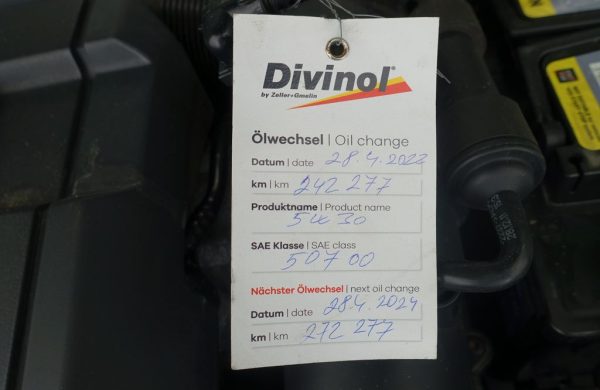 Divinol®
by Zeller+Gmelin
Ölwechsel | Oil change
Datum | date 28.4.2022
km | km 242 277
Produktname | Product name
5W30
SAE Klasse | SAE class
507 00
Nächster Ölwechsel | next oil change
Datum | date 28.4.2024
km | km 272 277